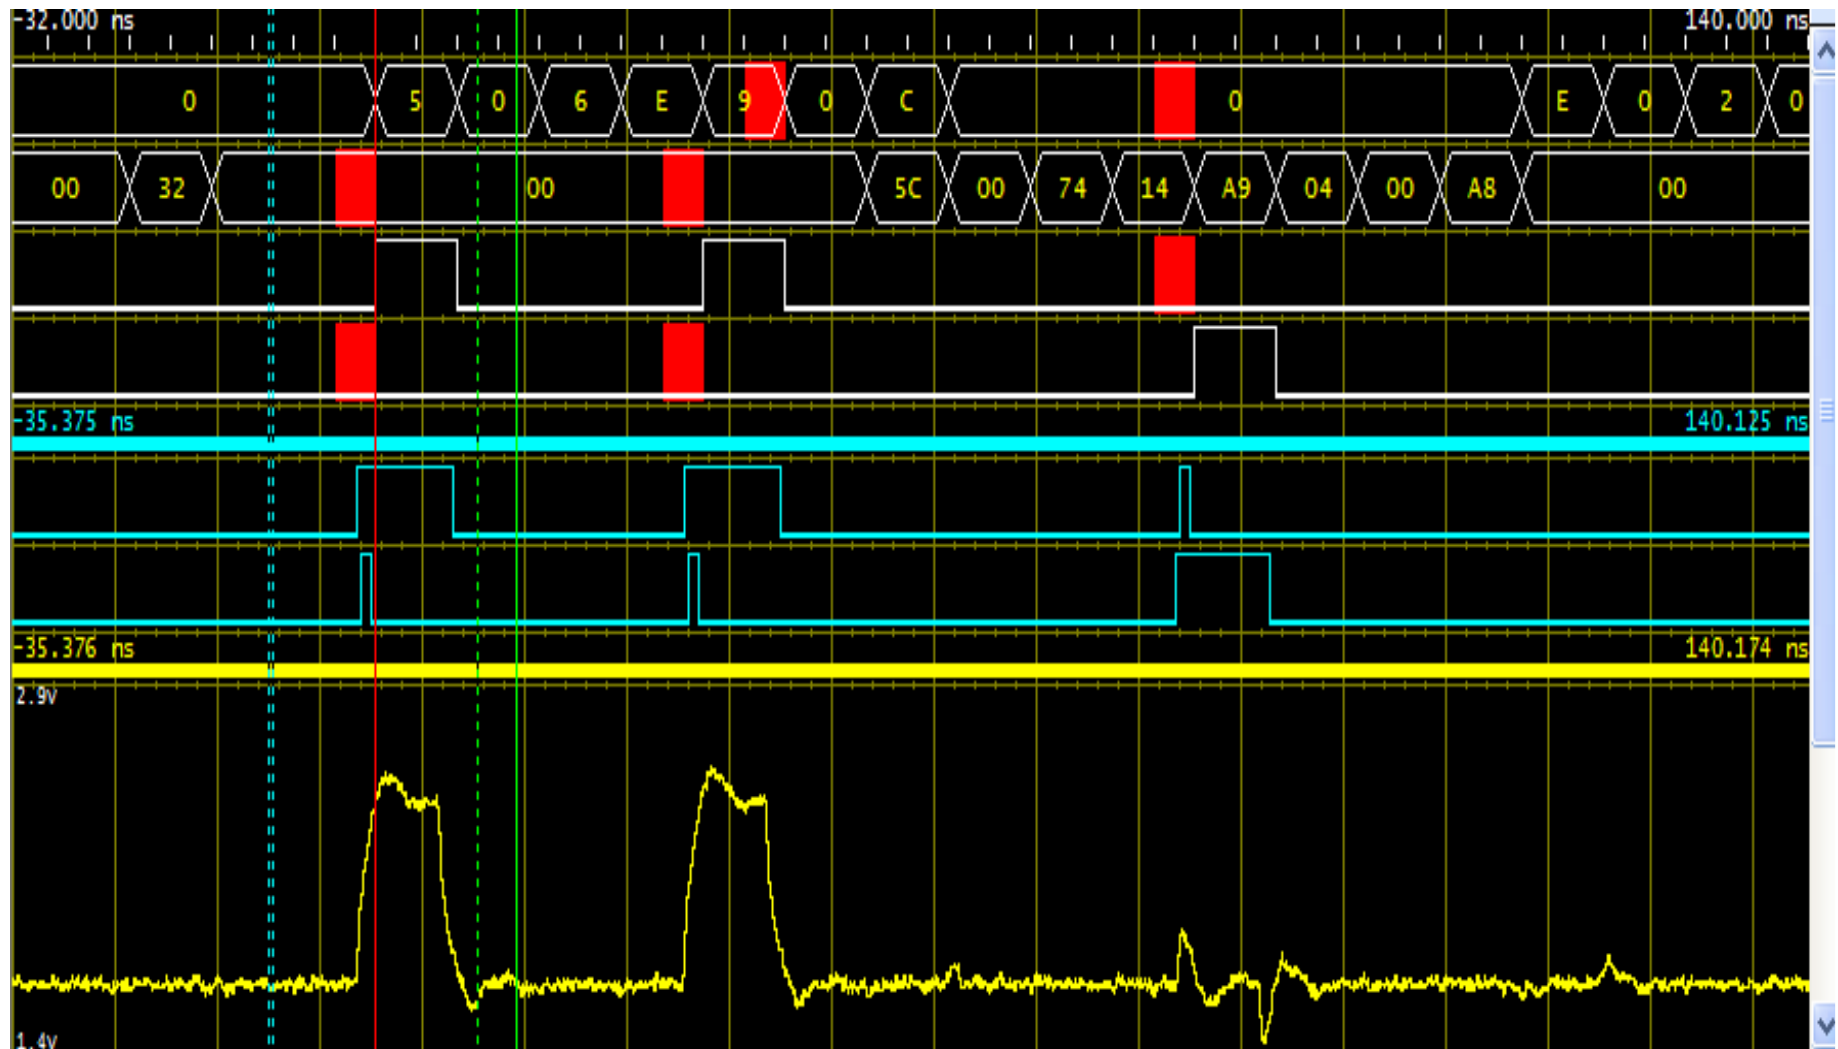 -32.000 ns 140.000 ns
0 5 0 6 E 9 0 C 0 E 0 2 0
00 32 00 5C 00 74 14 A9 04 00 A8 00
-35.375 ns 140.125 ns
-35.376 ns 140.174 ns
2.9V
1.4V